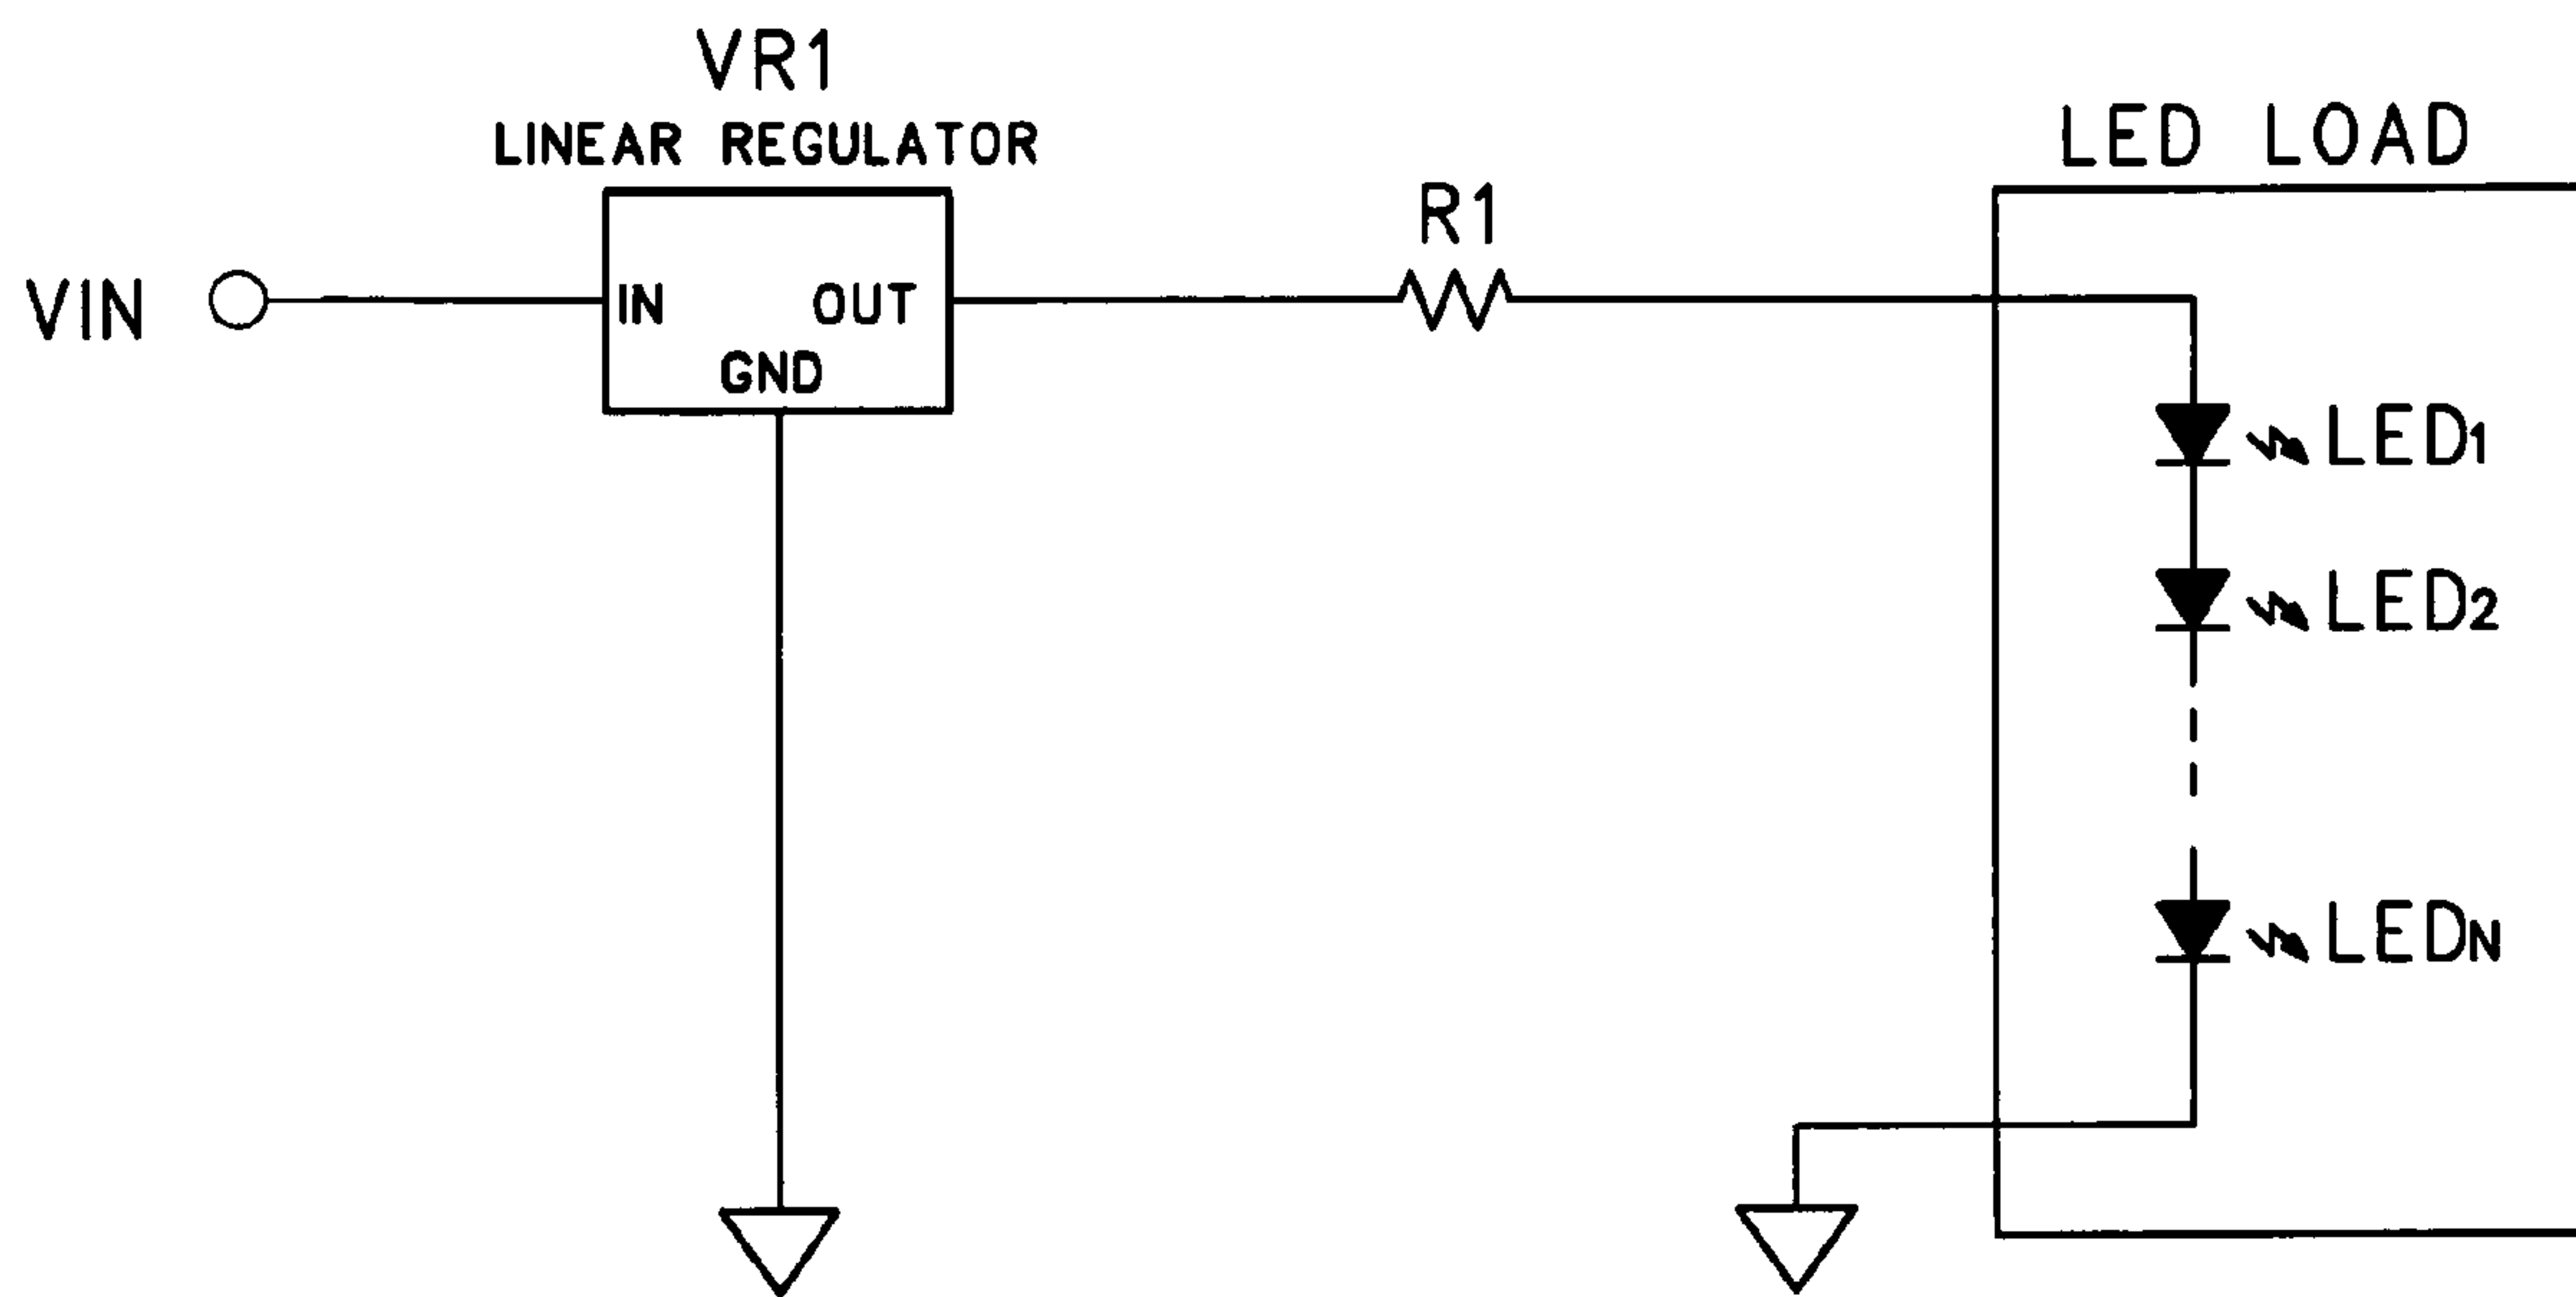 VR1
LINEAR REGULATOR
LED LOAD
R1
VIN
IN
OUT
GND
LED1
LED2
LEDN